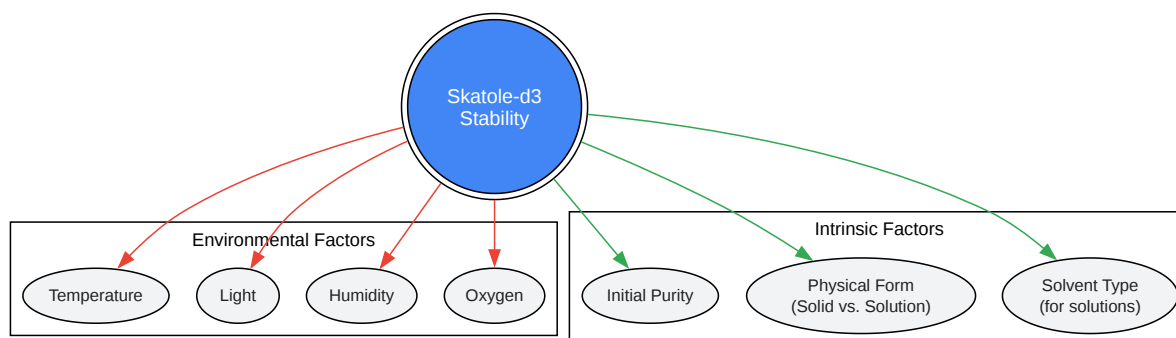 Skatole-d3
Stability
Environmental Factors
Intrinsic Factors
Temperature
Light
Humidity
Oxygen
Initial Purity
Physical Form
(Solid vs. Solution)
Solvent Type
(for solutions)